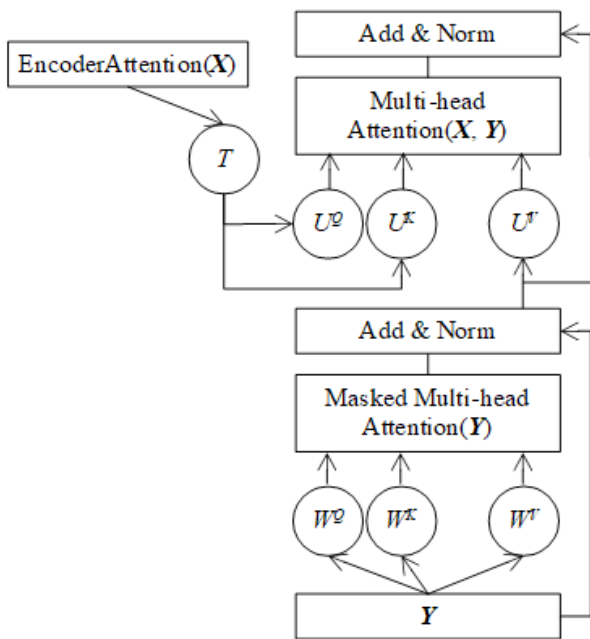 Add & Norm
EncoderAttention(X)
Multi-head
Attention(X, Y)
T
U^Q U^K U^V
Add & Norm
Masked Multi-head
Attention(Y)
W^Q W^K W^V
Y